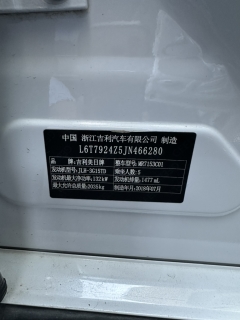 中国 浙江吉利汽车有限公司 制造
L6T7924Z5JN466280
品牌:吉利美日牌 整车型号:MR7153C01
发动机型号:JLH-3G15TD 乘坐人数:5
发动机最大净功率:132kW 发动机排量:1477mL
最大允许总质量:2035kg 制造年月:2018年07月